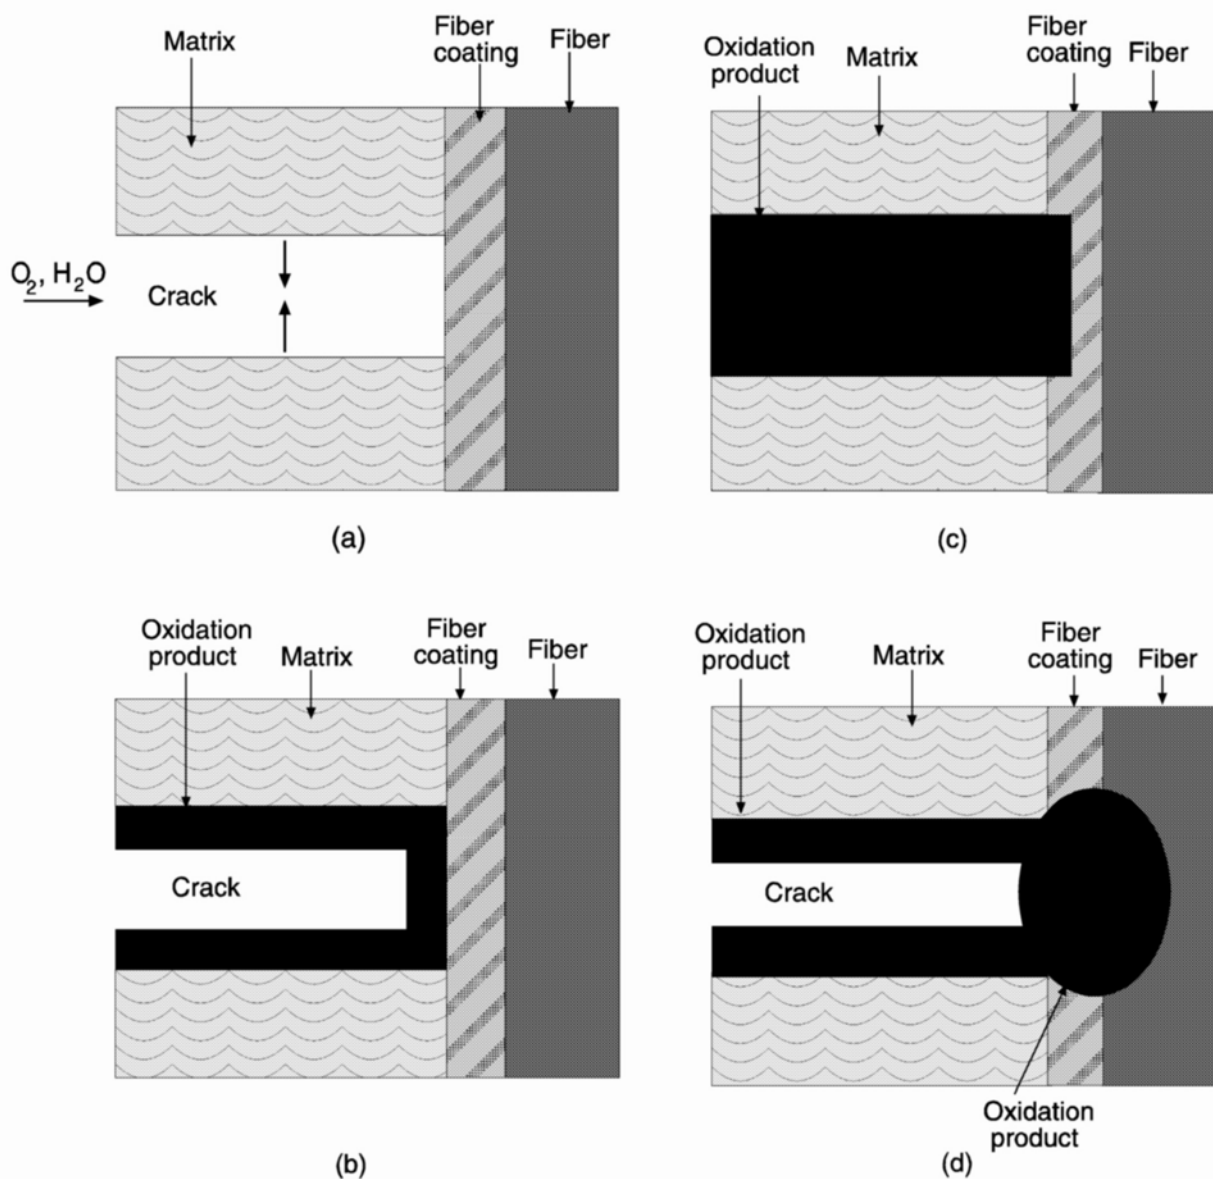 Matrix
Fiber
coating
Fiber
O₂, H₂O
Crack
(a)
Oxidation
product
Matrix
Fiber
coating
Fiber
(c)
Oxidation
product
Matrix
Fiber
coating
Fiber
Crack
(b)
Oxidation
product
Matrix
Fiber
coating
Fiber
Crack
Oxidation
product
(d)